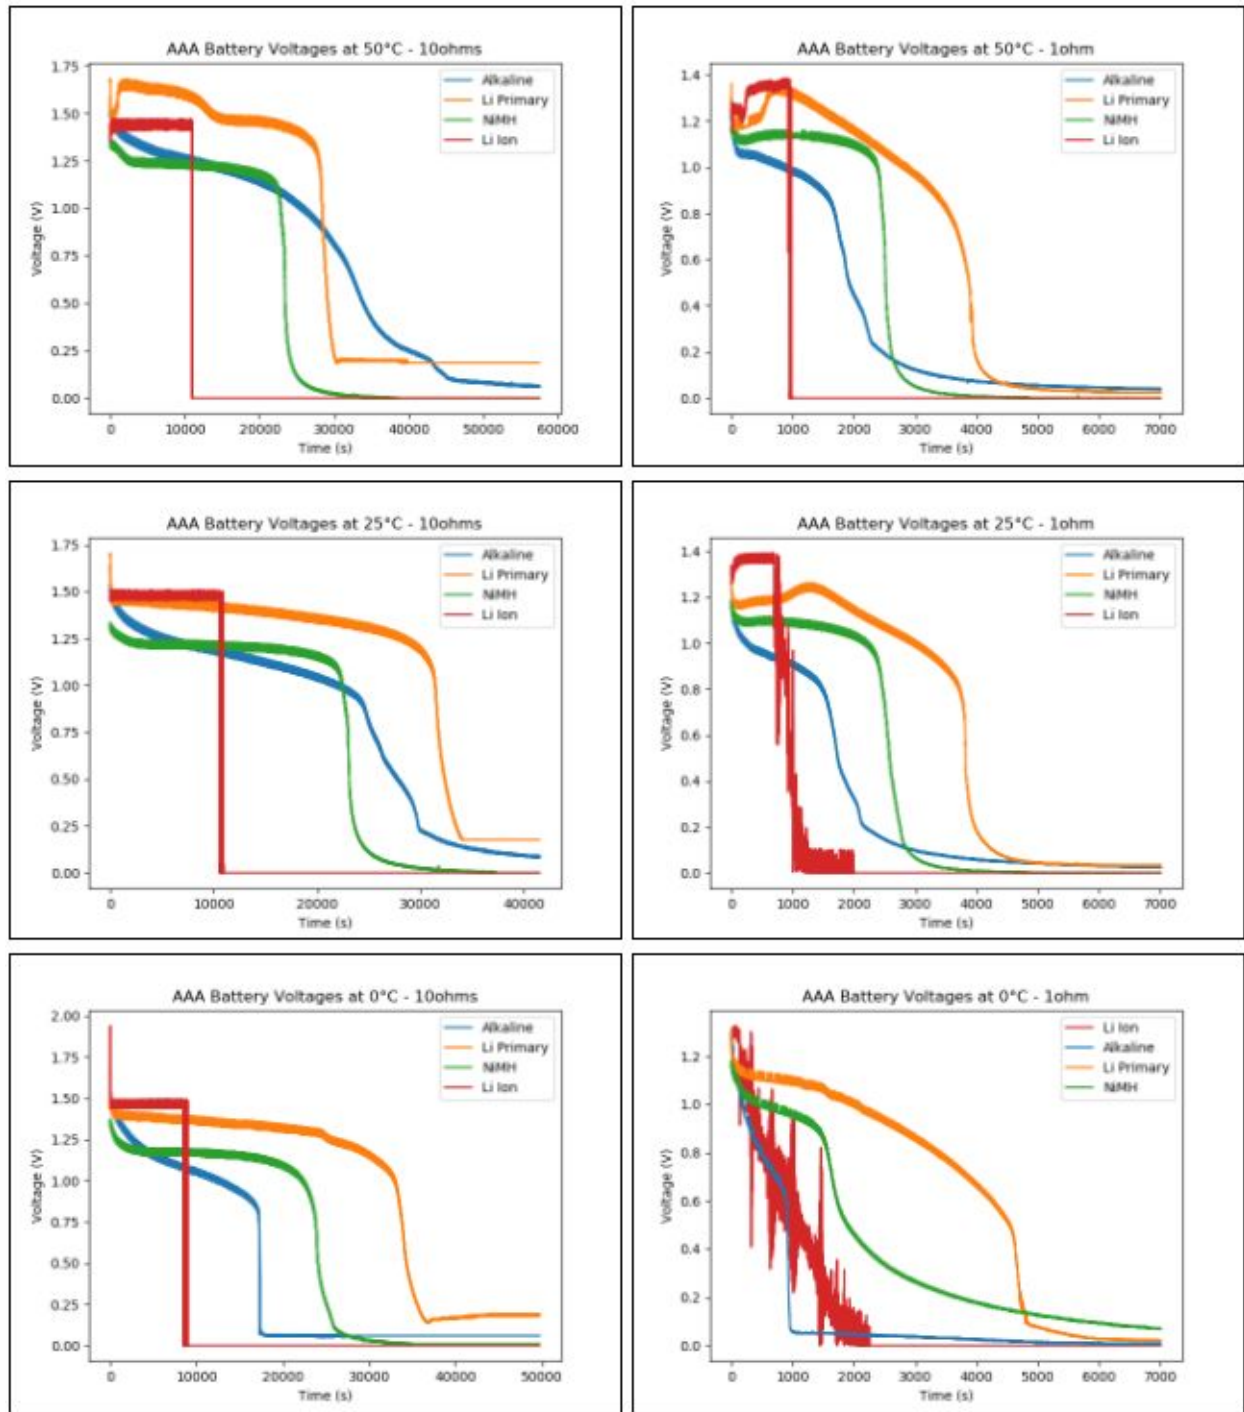 AAA Battery Voltages at 50°C - 10ohms
1.75
1.50
1.25
1.00
0.75
0.50
0.25
0.00
Voltage (V)
Alkaline
Li Primary
NiMH
Li Ion
0 10000 20000 30000 40000 50000 60000
Time (s)
AAA Battery Voltages at 50°C - 1ohm
1.4
1.2
1.0
0.8
0.6
0.4
0.2
0.0
Voltage (V)
Alkaline
Li Primary
NiMH
Li Ion
0 1000 2000 3000 4000 5000 6000 7000
Time (s)
AAA Battery Voltages at 25°C - 10ohms
1.75
1.50
1.25
1.00
0.75
0.50
0.25
0.00
Voltage (V)
Alkaline
Li Primary
NiMH
Li Ion
0 10000 20000 30000 40000
Time (s)
AAA Battery Voltages at 25°C - 1ohm
1.4
1.2
1.0
0.8
0.6
0.4
0.2
0.0
Voltage (V)
Alkaline
Li Primary
NiMH
Li Ion
0 1000 2000 3000 4000 5000 6000 7000
Time (s)
AAA Battery Voltages at 0°C - 10ohms
2.00
1.75
1.50
1.25
1.00
0.75
0.50
0.25
0.00
Voltage (V)
Alkaline
Li Primary
NiMH
Li Ion
0 10000 20000 30000 40000 50000
Time (s)
AAA Battery Voltages at 0°C - 1ohm
1.2
1.0
0.8
0.6
0.4
0.2
0.0
Voltage (V)
Li Ion
Alkaline
Li Primary
NiMH
0 1000 2000 3000 4000 5000 6000 7000
Time (s)